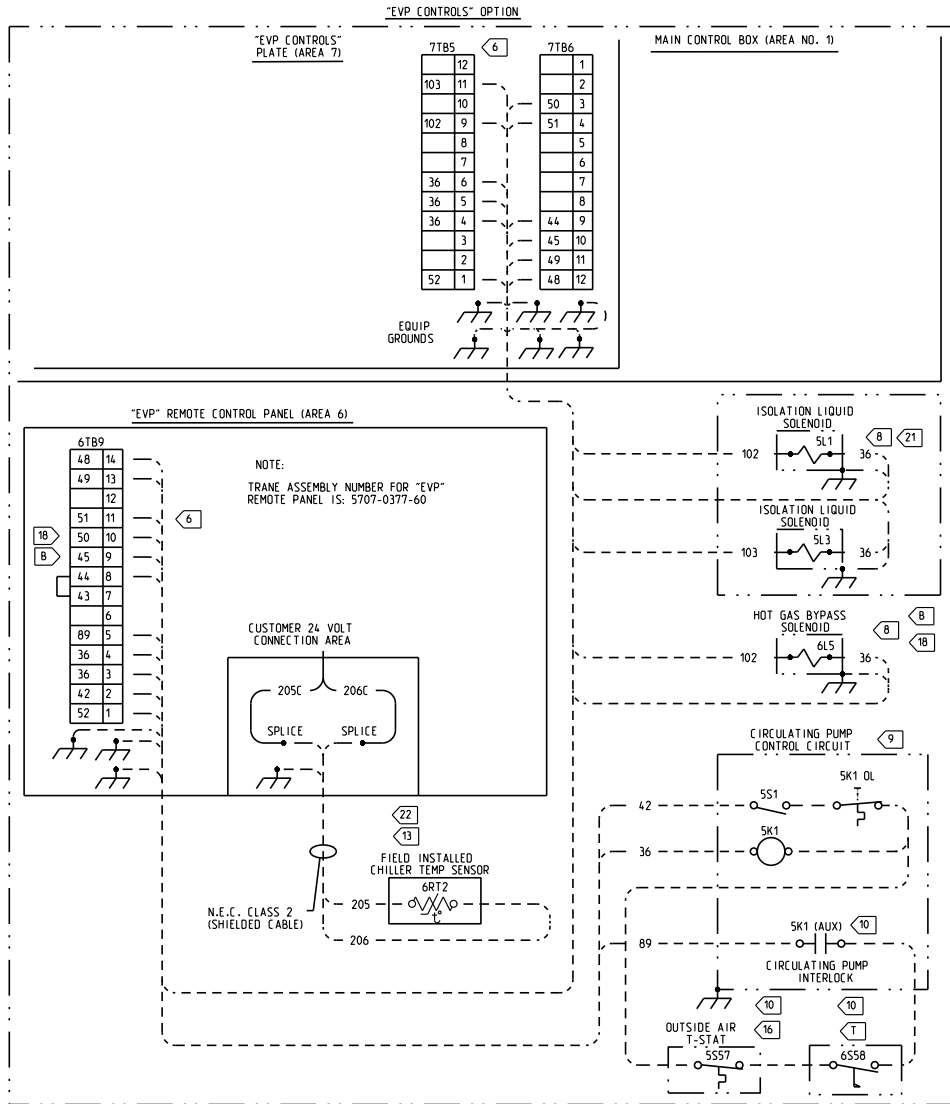 "EVP CONTROLS" OPTION
"EVP CONTROLS"
PLATE (AREA 7)
MAIN CONTROL BOX (AREA NO. 1)
7TB5
6
7TB6
12
1
103 11
2
10
50 3
102 9
51 4
8
5
7
6
36 6
7
36 5
8
36 4
44 9
3
45 10
2
49 11
52 1
48 12
EQUIP
GROUNDS
"EVP" REMOTE CONTROL PANEL (AREA 6)
6TB9
48 14
49 13
12
51 11
50 10
45 9
44 8
43 7
6
89 5
36 4
36 3
42 2
52 1
18
B
6
NOTE:
TRANE ASSEMBLY NUMBER FOR "EVP"
REMOTE PANEL IS: 5707-0377-60
CUSTOMER 24 VOLT
CONNECTION AREA
205C
206C
SPLICE
SPLICE
22
13
FIELD INSTALLED
CHILLER TEMP SENSOR
6RT2
t°
205
206
N.E.C. CLASS 2
(SHIELDED CABLE)
ISOLATION LIQUID
SOLENOID
5L1
102
36
8
21
ISOLATION LIQUID
SOLENOID
5L3
103
36
HOT GAS BYPASS
SOLENOID
6L5
102
36
8
B
18
CIRCULATING PUMP
CONTROL CIRCUIT
9
42
5S1
5K1 OL
36
5K1
89
5K1 (AUX)
10
CIRCULATING PUMP
INTERLOCK
10
16
OUTSIDE AIR
T-STAT
5S57
10
T
6S58